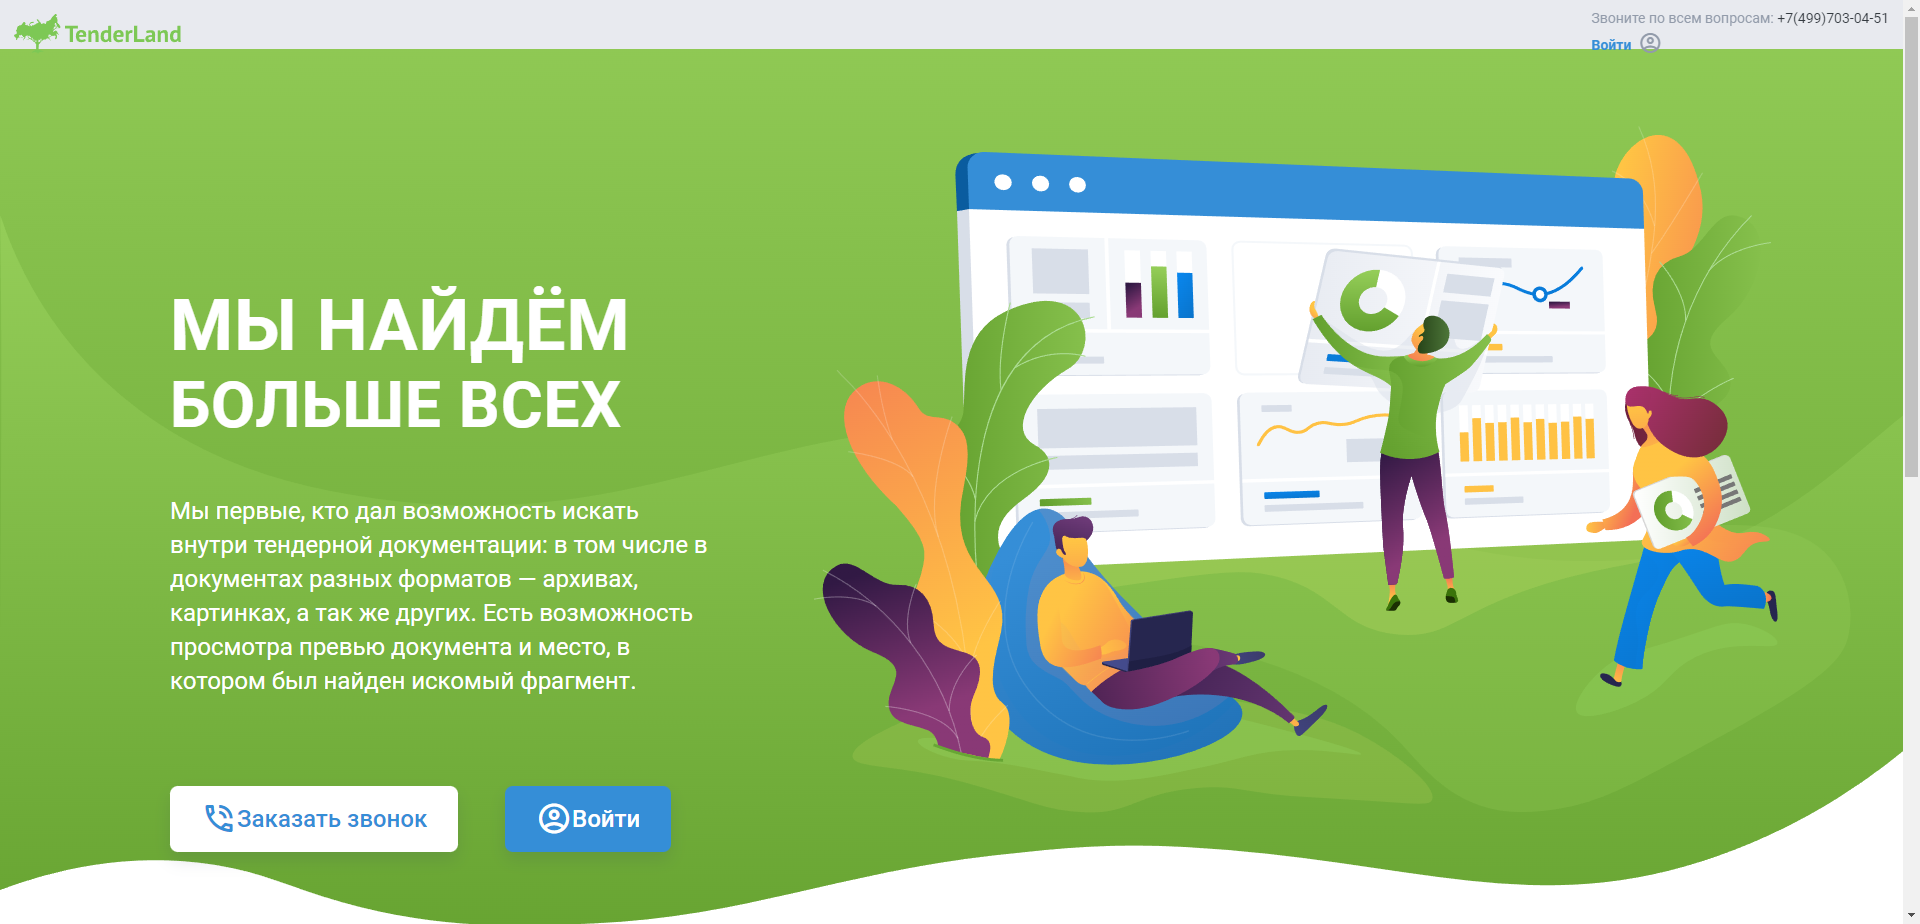 TenderLand
Звоните по всем вопросам: +7(499)703-04-51
Войти
МЫ НАЙДЁМ
БОЛЬШЕ ВСЕХ
Мы первые, кто дал возможность искать
внутри тендерной документации: в том числе в
документах разных форматов — архивах,
картинках, а так же других. Есть возможность
просмотра превью документа и место, в
котором был найден искомый фрагмент.
Заказать звонок
Войти